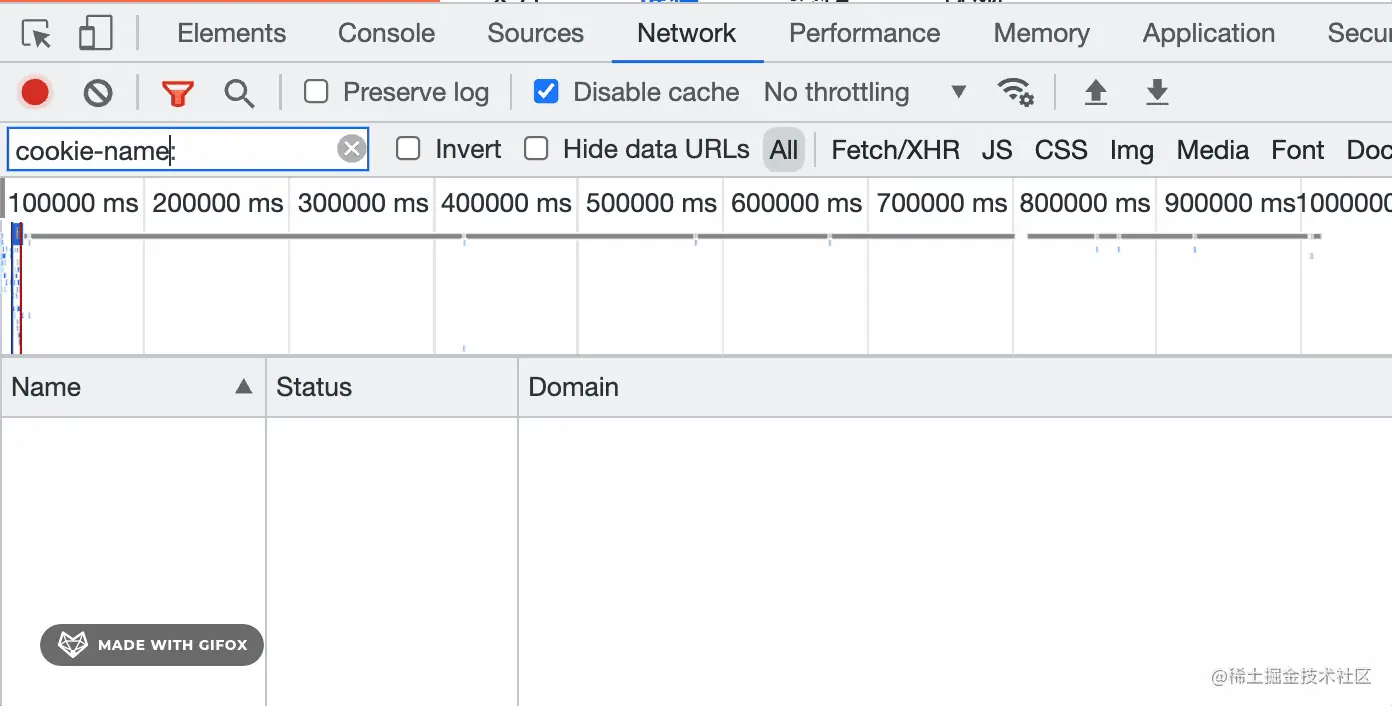 Elements Console Sources Network Performance Memory Application Secur
Preserve log Disable cache No throttling
cookie-name: Invert Hide data URLs All Fetch/XHR JS CSS Img Media Font Doc
100000 ms 200000 ms 300000 ms 400000 ms 500000 ms 600000 ms 700000 ms 800000 ms 900000 ms 1000000
Name Status Domain
MADE WITH GIFOX
@稀土掘金技术社区